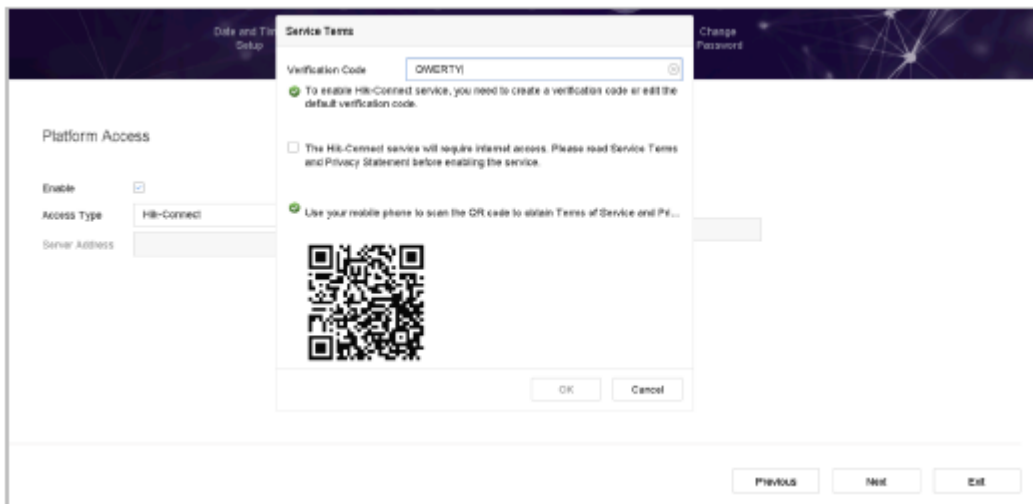 Date and Tim
Setup
Change
Password
Service Terms
Verification Code
QWERTY
To enable Hik-Connect service, you need to create a verification code or edit the
default verification code.
The Hik-Connect service will require internet access. Please read Service Terms
and Privacy Statement before enabling the service.
Use your mobile phone to scan the QR code to obtain Terms of Service and Pri...
OK
Cancel
Platform Access
Enable
Access Type
Hik-Connect
Server Address
Previous
Next
Exit